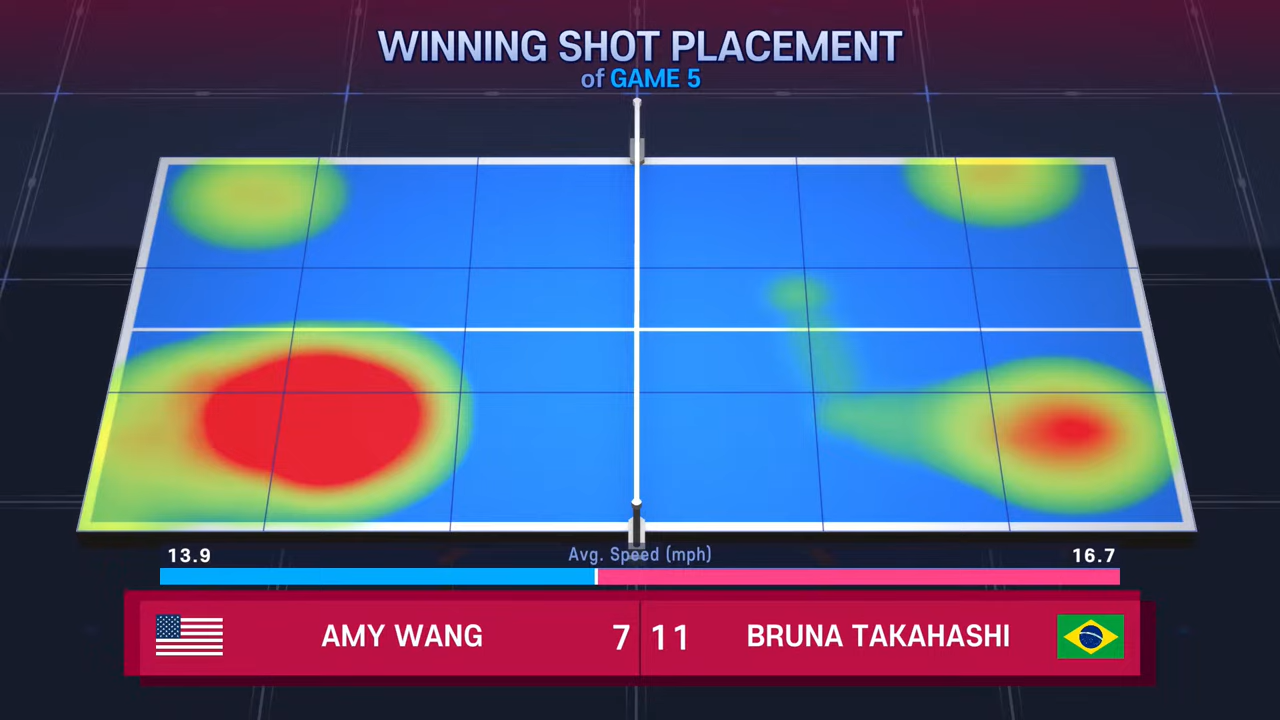 WINNING SHOT PLACEMENT
of GAME 5
13.9 Avg. Speed (mph) 16.7
AMY WANG 7 11 BRUNA TAKAHASHI